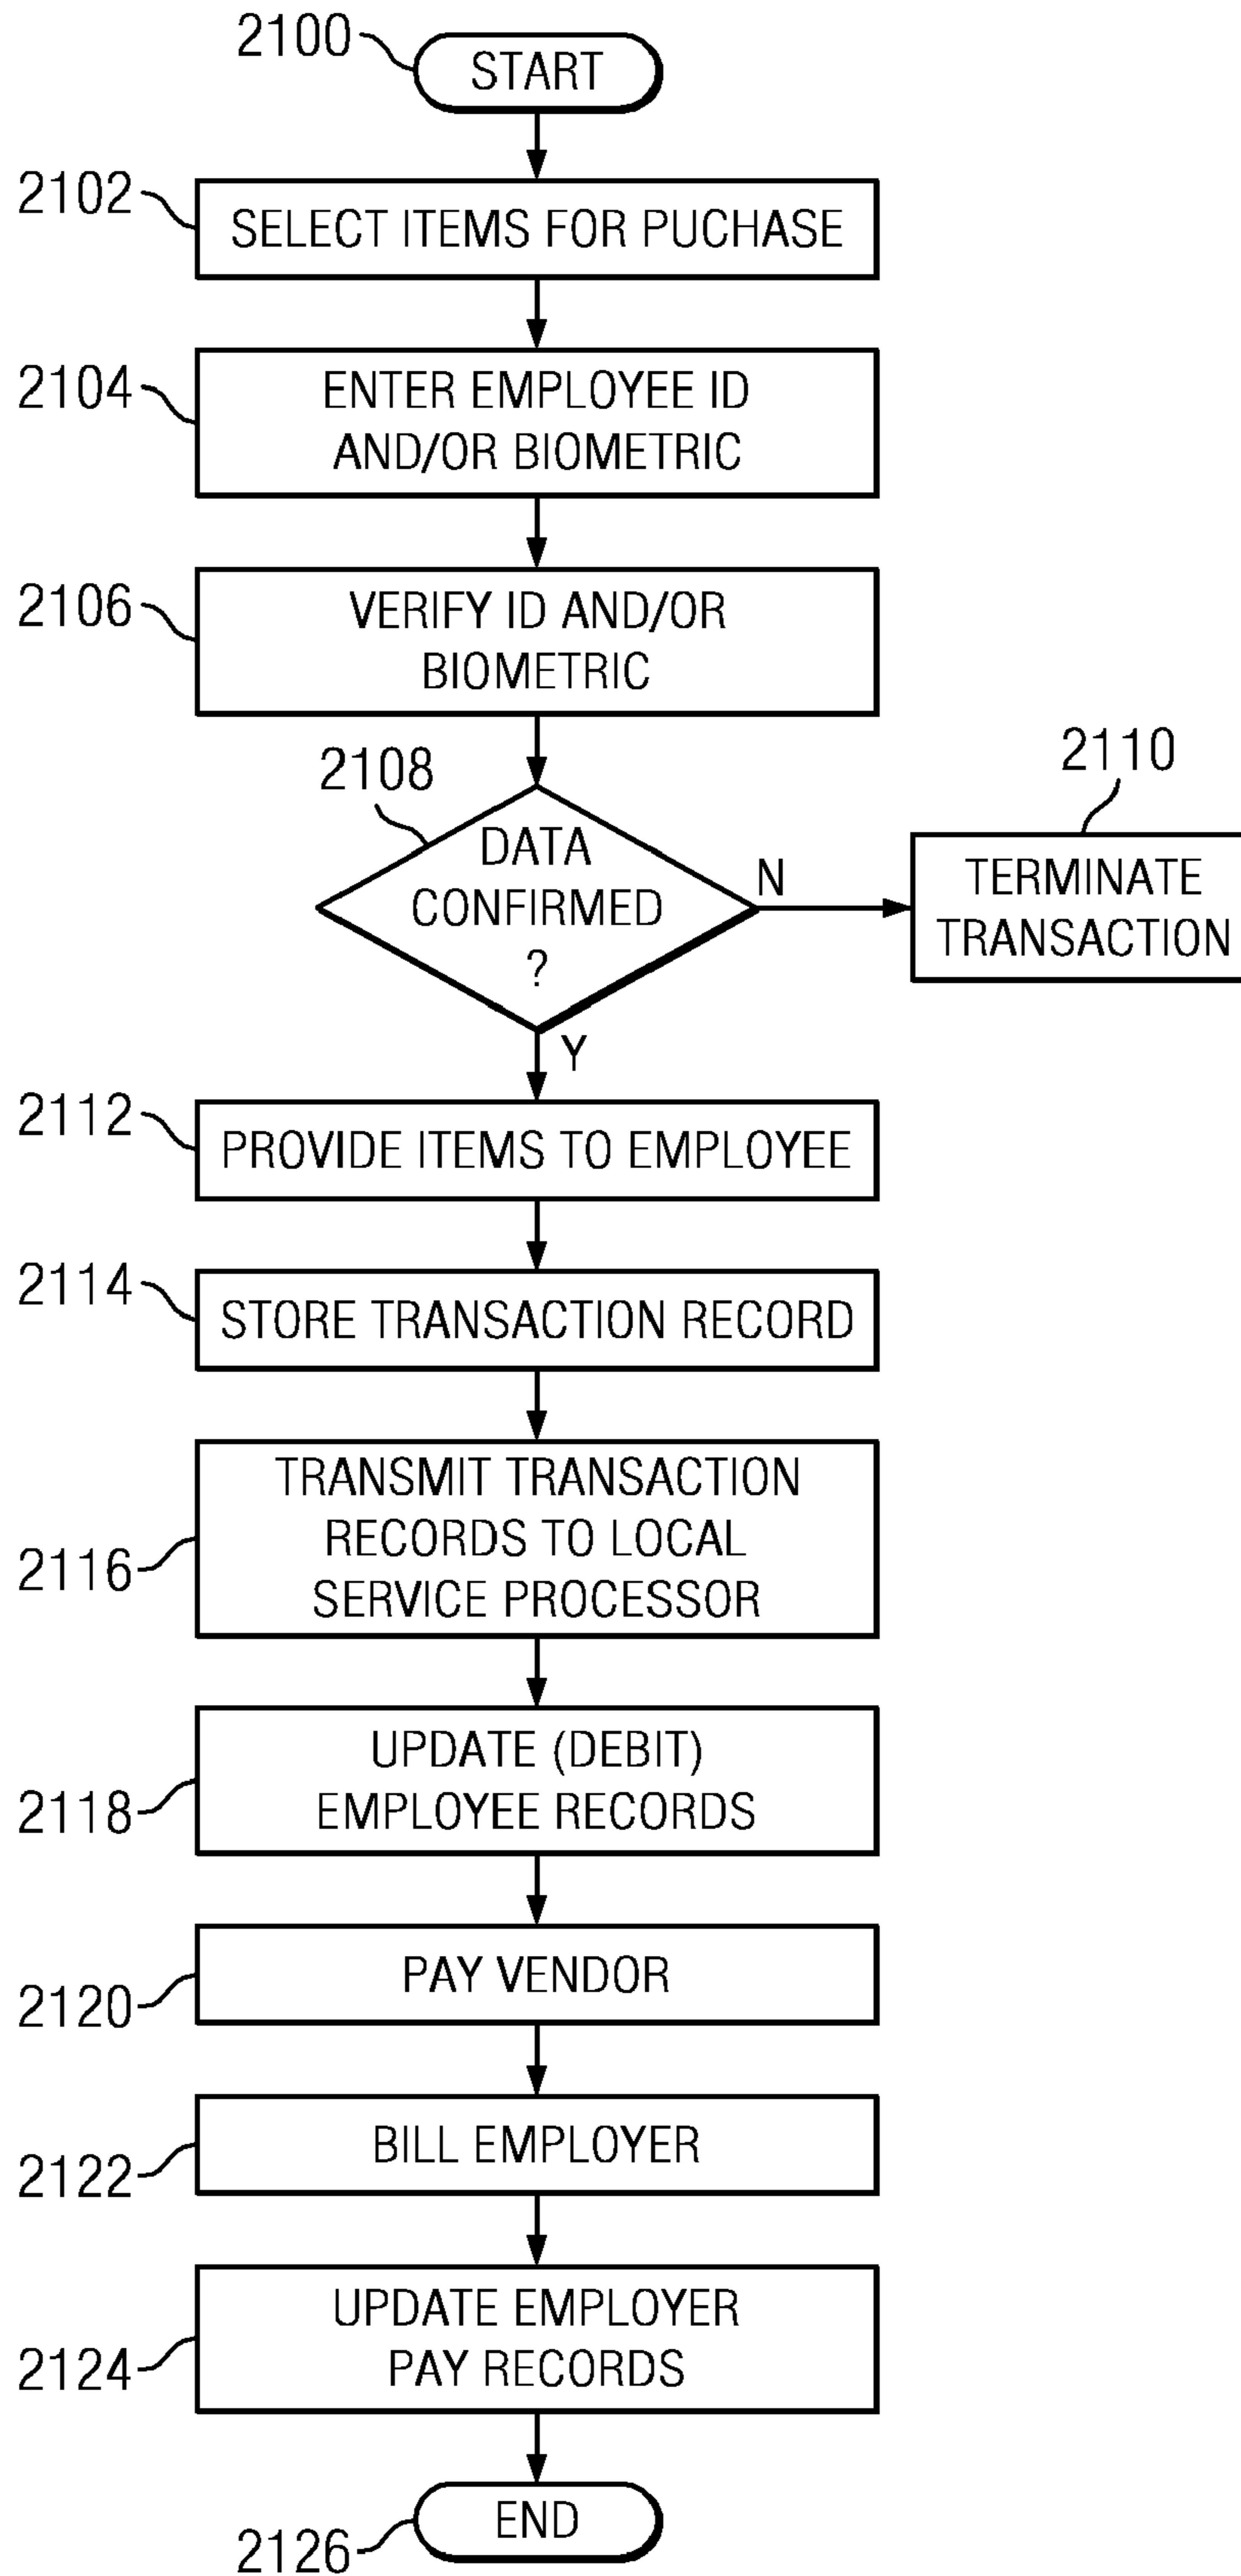 2100
START
2102
SELECT ITEMS FOR PUCHASE
2104
ENTER EMPLOYEE ID
AND/OR BIOMETRIC
2106
VERIFY ID AND/OR
BIOMETRIC
2108
DATA
CONFIRMED
?
N
2110
TERMINATE
TRANSACTION
Y
2112
PROVIDE ITEMS TO EMPLOYEE
2114
STORE TRANSACTION RECORD
2116
TRANSMIT TRANSACTION
RECORDS TO LOCAL
SERVICE PROCESSOR
2118
UPDATE (DEBIT)
EMPLOYEE RECORDS
2120
PAY VENDOR
2122
BILL EMPLOYER
2124
UPDATE EMPLOYER
PAY RECORDS
2126
END